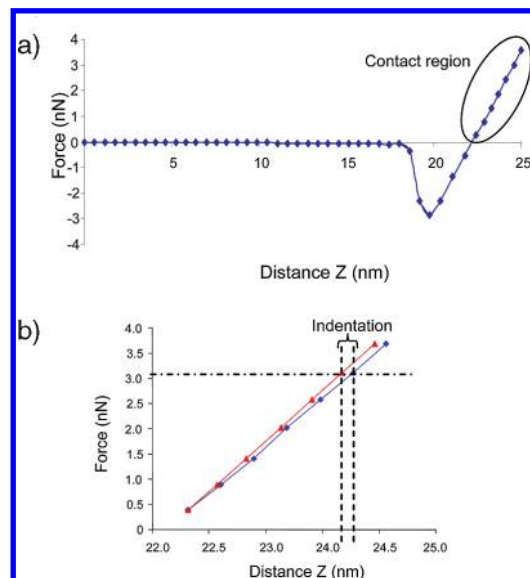 a)
4
3
2
1
0
-1
-2
-3
-4
Force (nN)
5 10 15 20 25
Contact region
Distance Z (nm)
b)
Indentation
4.0
3.5
3.0
2.5
2.0
1.5
1.0
0.5
0.0
Force (nN)
22.0 22.5 23.0 23.5 24.0 24.5 25.0
Distance Z (nm)